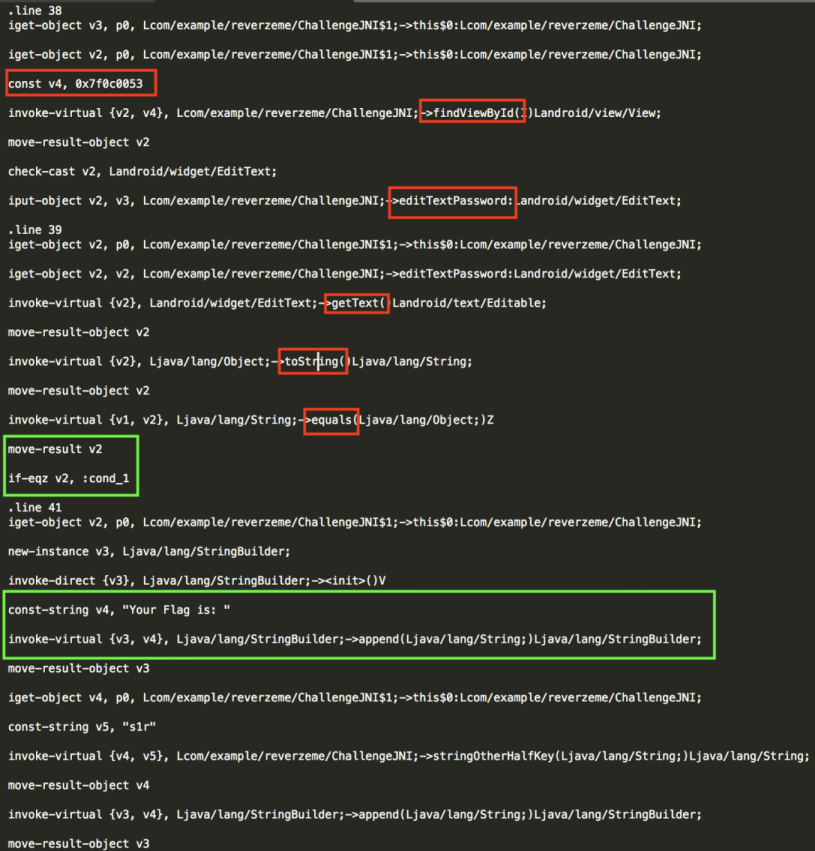 .line 38
iget-object v3, p0, Lcom/example/reverzeme/ChallengeJNI$1;->this$0:Lcom/example/reverzeme/ChallengeJNI;
iget-object v2, p0, Lcom/example/reverzeme/ChallengeJNI$1;->this$0:Lcom/example/reverzeme/ChallengeJNI;
const v4, 0x7f0c0053
invoke-virtual {v2, v4}, Lcom/example/reverzeme/ChallengeJNI;->findViewById(I)Landroid/view/View;
move-result-object v2
check-cast v2, Landroid/widget/EditText;
iput-object v2, v3, Lcom/example/reverzeme/ChallengeJNI;->editTextPassword:Landroid/widget/EditText;
.line 39
iget-object v2, p0, Lcom/example/reverzeme/ChallengeJNI$1;->this$0:Lcom/example/reverzeme/ChallengeJNI;
iget-object v2, v2, Lcom/example/reverzeme/ChallengeJNI;->editTextPassword:Landroid/widget/EditText;
invoke-virtual {v2}, Landroid/widget/EditText;->getText()Landroid/text/Editable;
move-result-object v2
invoke-virtual {v2}, Ljava/lang/Object;->toString()Ljava/lang/String;
move-result-object v2
invoke-virtual {v1, v2}, Ljava/lang/String;->equals(Ljava/lang/Object;)Z
move-result v2
if-eqz v2, :cond_1
.line 41
iget-object v2, p0, Lcom/example/reverzeme/ChallengeJNI$1;->this$0:Lcom/example/reverzeme/ChallengeJNI;
new-instance v3, Ljava/lang/StringBuilder;
invoke-direct {v3}, Ljava/lang/StringBuilder;-><init>()V
const-string v4, "Your Flag is: "
invoke-virtual {v3, v4}, Ljava/lang/StringBuilder;->append(Ljava/lang/String;)Ljava/lang/StringBuilder;
move-result-object v3
iget-object v4, p0, Lcom/example/reverzeme/ChallengeJNI$1;->this$0:Lcom/example/reverzeme/ChallengeJNI;
const-string v5, "s1r"
invoke-virtual {v4, v5}, Lcom/example/reverzeme/ChallengeJNI;->stringOtherHalfKey(Ljava/lang/String;)Ljava/lang/String;
move-result-object v4
invoke-virtual {v3, v4}, Ljava/lang/StringBuilder;->append(Ljava/lang/String;)Ljava/lang/StringBuilder;
move-result-object v3